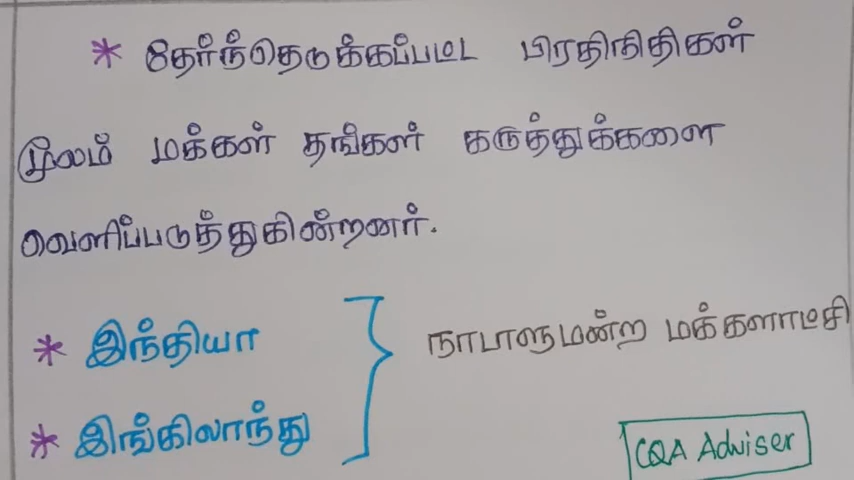 * தேர்ந்தெடுக்கப்பட்ட பிரதிநிதிகள்
மூலம் மக்கள் தங்கள் கருத்துக்களை
வெளிப்படுத்துகின்றனர்.
* இந்தியா
* இங்கிலாந்து
} நாபாளுமன்ற மக்களாட்சி
CQA Adwiser